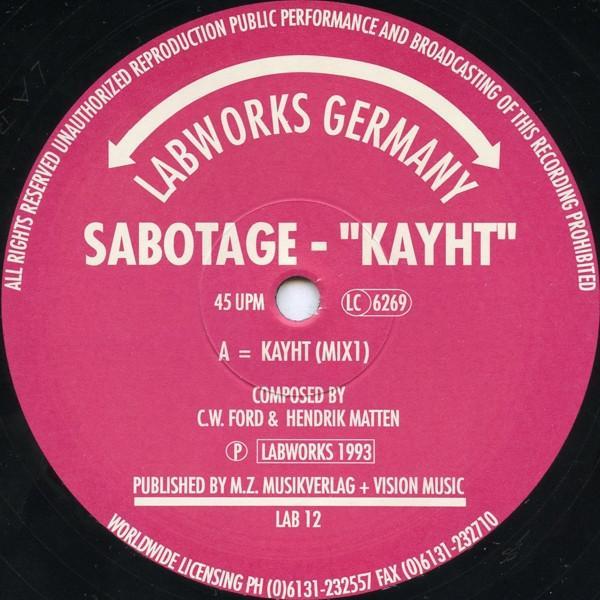 ALL RIGHTS RESERVED UNAUTHORIZED REPRODUCTION PUBLIC PERFORMANCE AND BROADCASTING OF THIS RECORDING PROHIBITED
LABWORKS GERMANY
SABOTAGE - "KAYHT"
45 UPM LC 6269
A = KAYHT (MIX1)
COMPOSED BY
C.W. FORD & HENDRIK MATTEN
P LABWORKS 1993
PUBLISHED BY M.Z. MUSIKVERLAG + VISION MUSIC
LAB 12
WORLDWIDE LICENSING PH (0)6131-232557 FAX (0)6131-232710